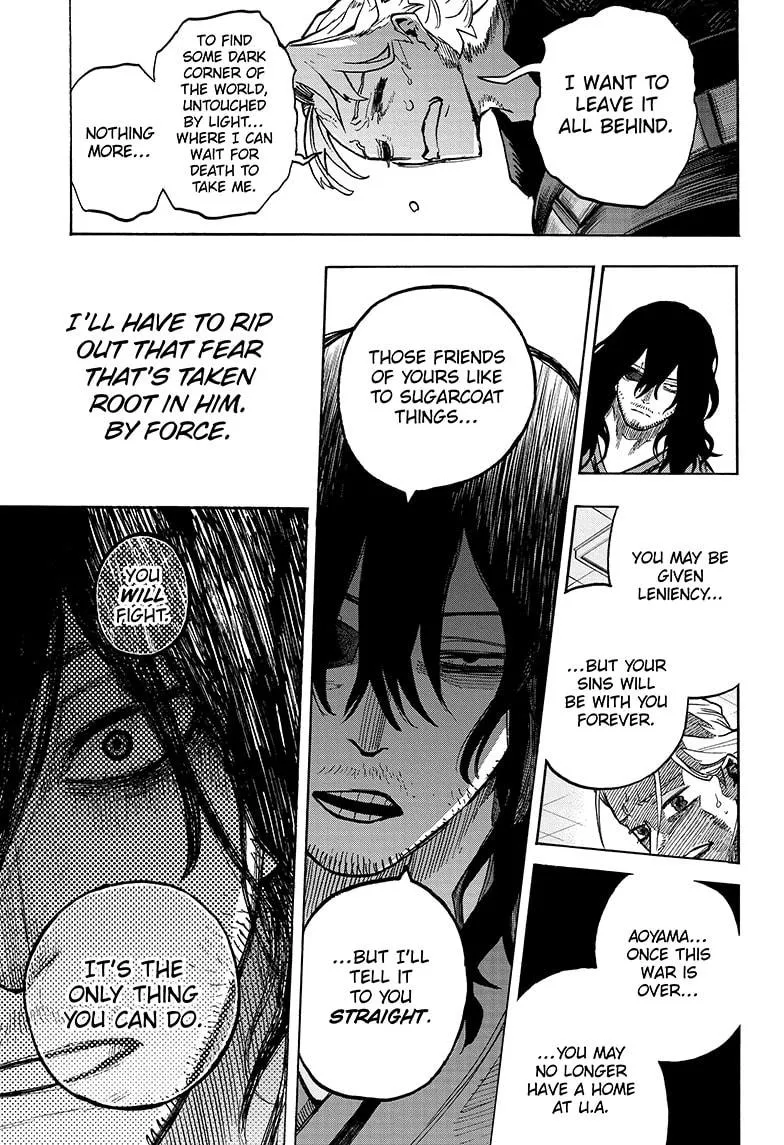 I WANT TO
LEAVE IT
ALL BEHIND.
TO FIND
SOME DARK
CORNER OF
THE WORLD,
UNTOUCHED
BY LIGHT...
WHERE I CAN
WAIT FOR
DEATH TO
TAKE ME.
NOTHING
MORE...
YOU MAY BE
GIVEN
LENIENCY...
...BUT YOUR
SINS WILL
BE WITH YOU
FOREVER.
AOYAMA...
ONCE THIS
WAR IS
OVER...
...YOU MAY
NO LONGER
HAVE A HOME
AT U.A.
THOSE FRIENDS
OF YOURS LIKE
TO SUGARCOAT
THINGS...
...BUT I'LL
TELL IT
TO YOU
STRAIGHT.
I'LL HAVE TO RIP
OUT THAT FEAR
THAT'S TAKEN
ROOT IN HIM.
BY FORCE.
YOU
WILL
FIGHT.
IT'S THE
ONLY THING
YOU CAN DO.